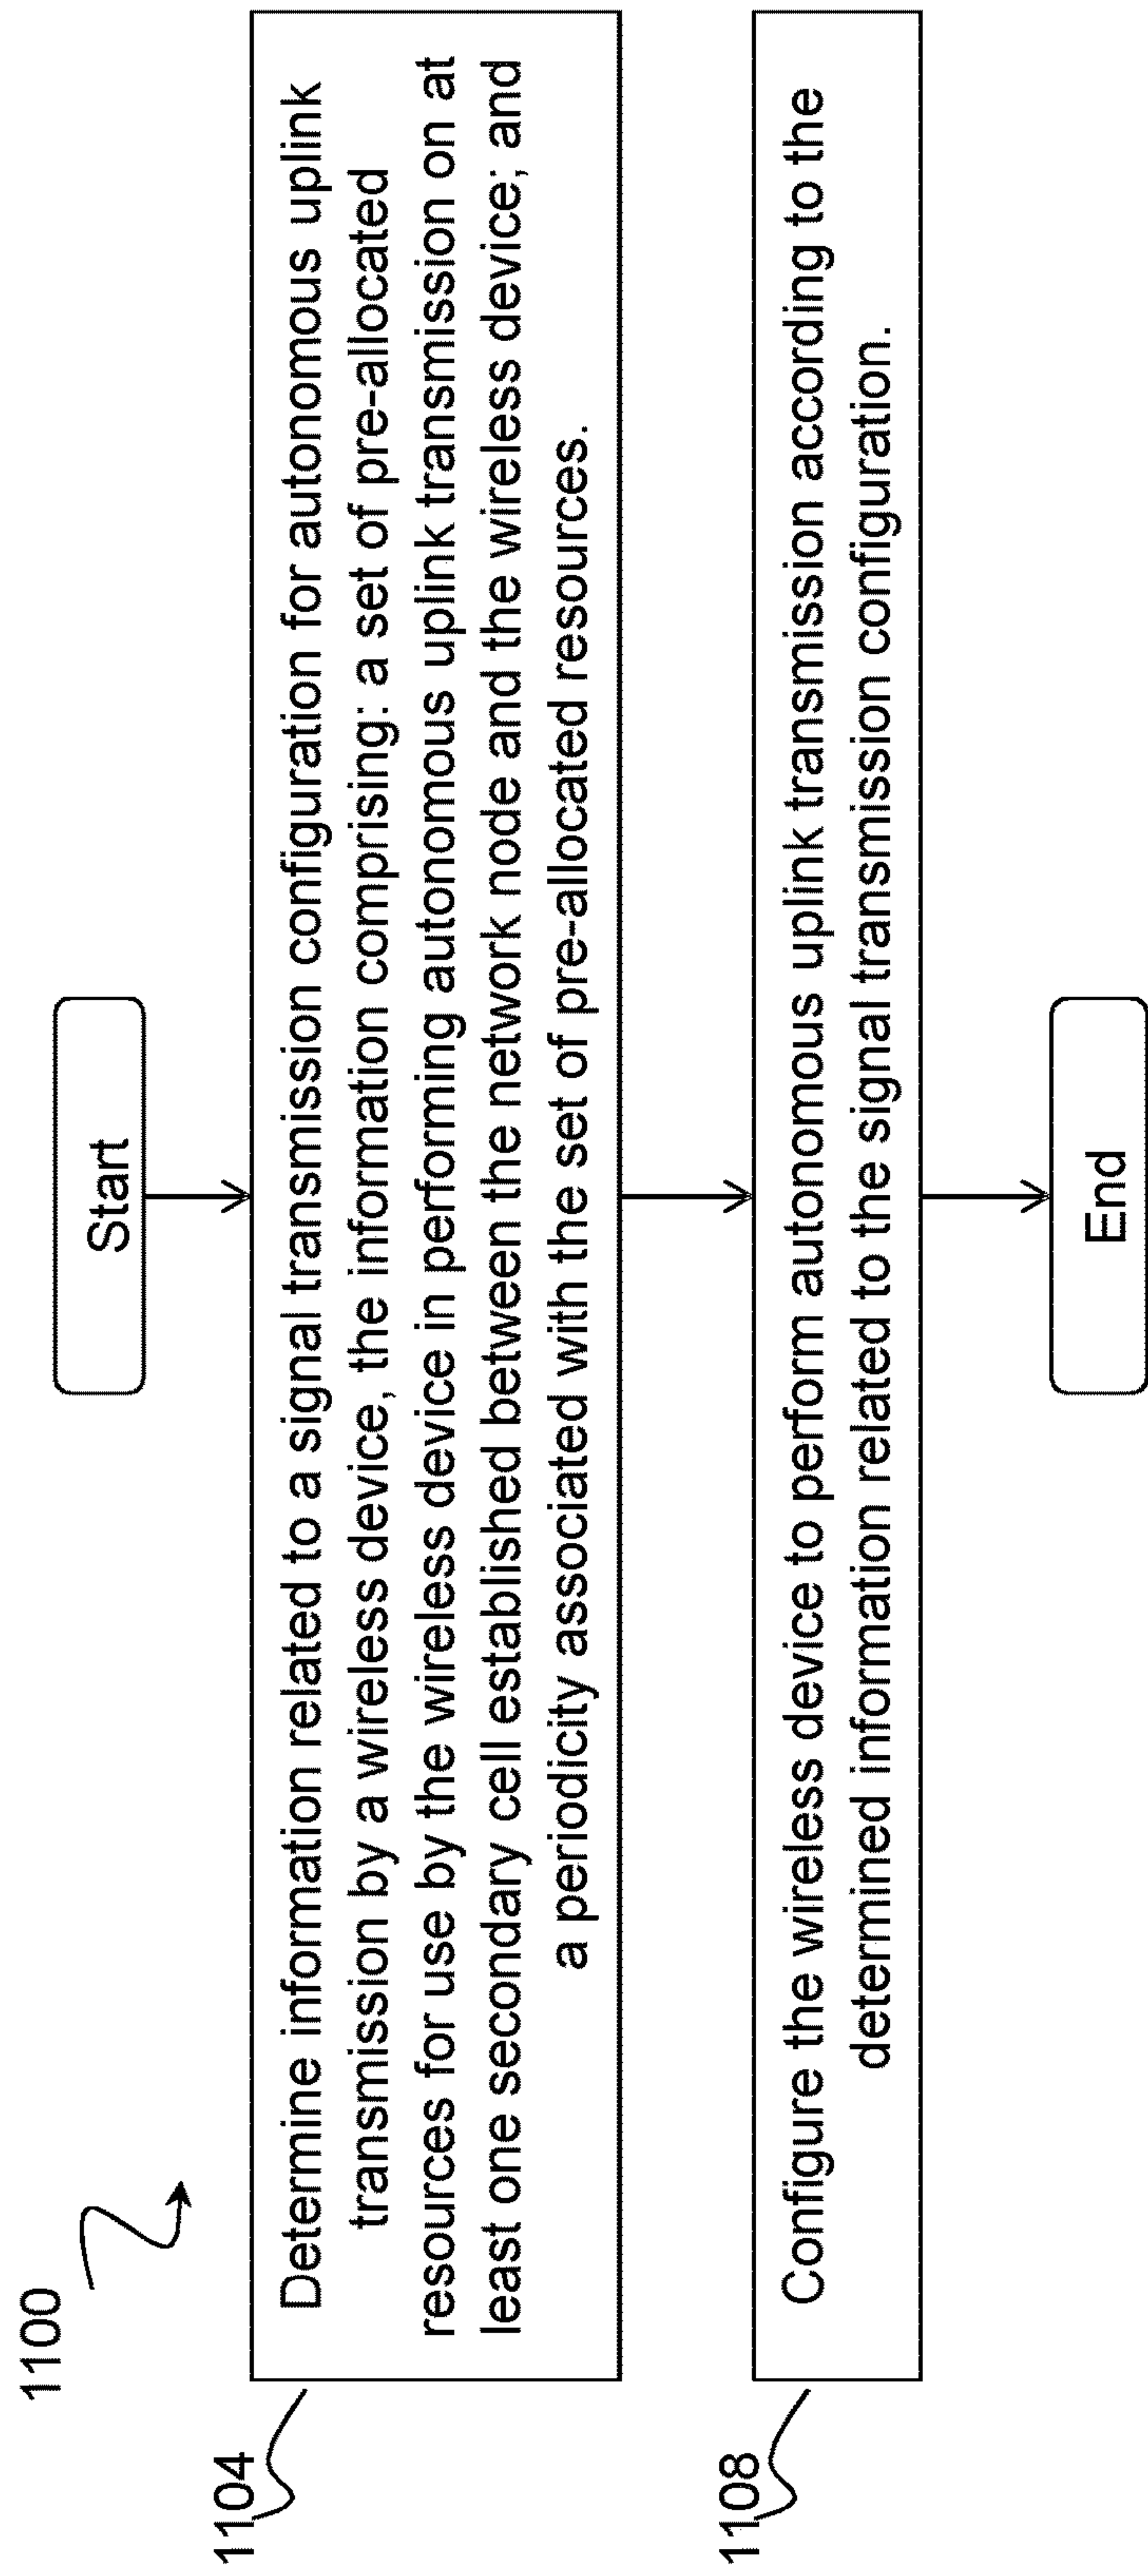 1100
Start
1104
Determine information related to a signal transmission configuration for autonomous uplink
transmission by a wireless device, the information comprising: a set of pre-allocated
resources for use by the wireless device in performing autonomous uplink transmission on at
least one secondary cell established between the network node and the wireless device; and
a periodicity associated with the set of pre-allocated resources.
1108
Configure the wireless device to perform autonomous uplink transmission according to the
determined information related to the signal transmission configuration.
End